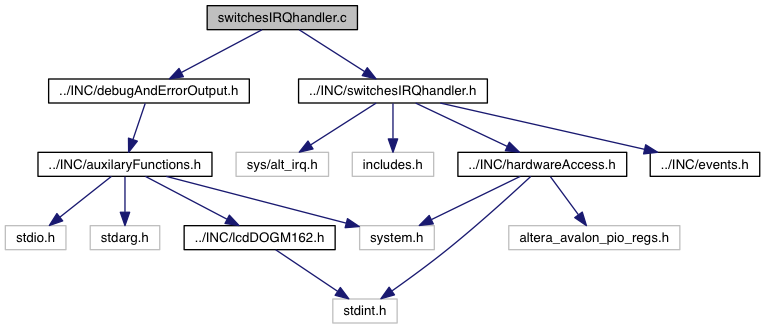 switchesIRQhandler.c
../INC/debugAndErrorOutput.h
../INC/switchesIRQhandler.h
../INC/auxilaryFunctions.h
sys/alt_irq.h
includes.h
../INC/hardwareAccess.h
../INC/events.h
stdio.h
stdarg.h
../INC/lcdDOGM162.h
system.h
altera_avalon_pio_regs.h
stdint.h